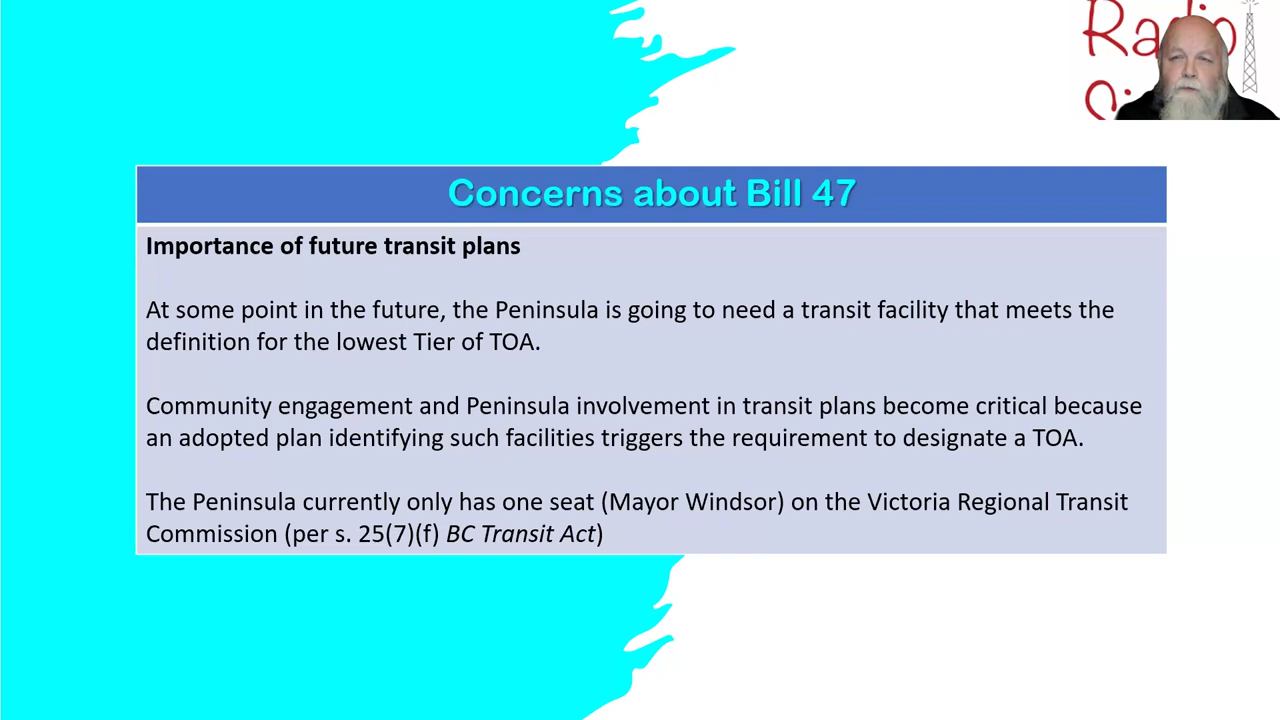 Radio
Concerns about Bill 47
Importance of future transit plans
At some point in the future, the Peninsula is going to need a transit facility that meets the
definition for the lowest Tier of TOA.
Community engagement and Peninsula involvement in transit plans become critical because
an adopted plan identifying such facilities triggers the requirement to designate a TOA.
The Peninsula currently only has one seat (Mayor Windsor) on the Victoria Regional Transit
Commission (per s. 25(7)(f) BC Transit Act)